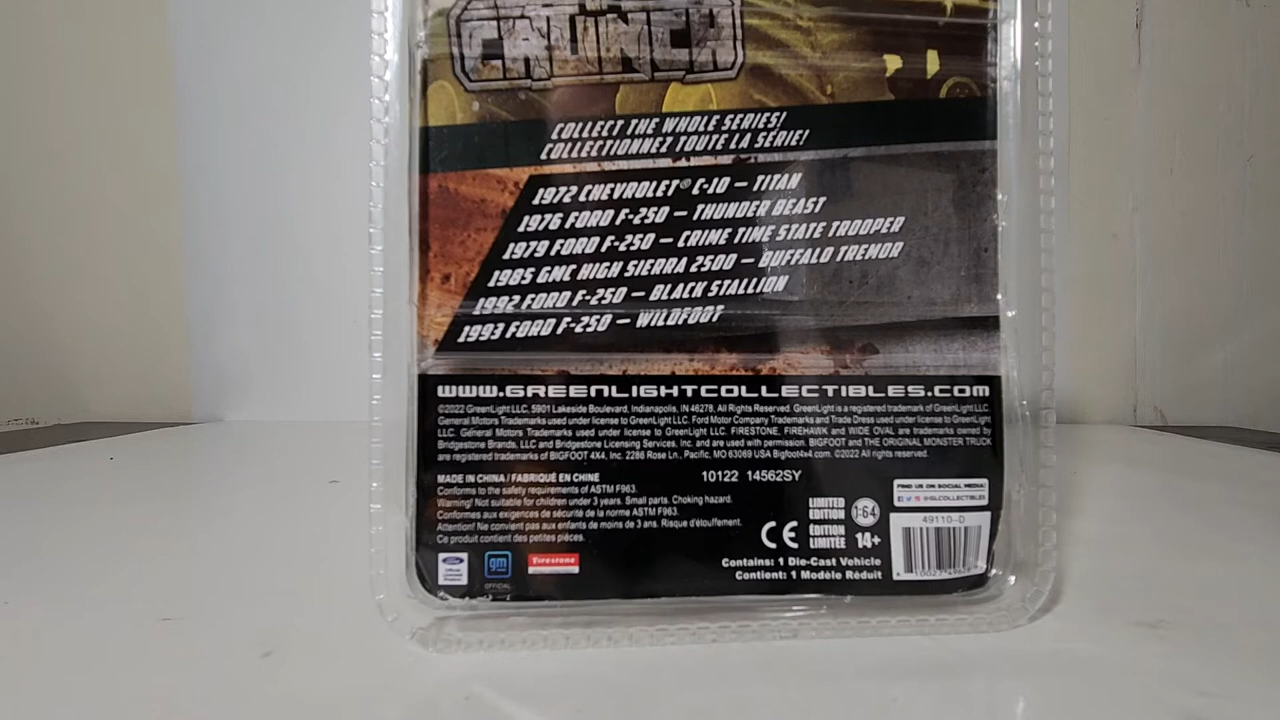 CRUNCH
COLLECT THE WHOLE SERIES!
COLLECTIONNEZ TOUTE LA SÉRIE!
1972 CHEVROLET® C-10 – TITAN
1976 FORD F-250 – THUNDER BEAST
1979 FORD F-250 – CRIME TIME STATE TROOPER
1985 GMC HIGH SIERRA 2500 – BUFFALO TREMOR
1992 FORD F-250 – BLACK STALLION
1993 FORD F-250 – WILDFOOT
WWW.GREENLIGHTCOLLECTIBLES.COM
©2022 GreenLight LLC, 5901 Lakeside Boulevard, Indianapolis, IN 46278, All Rights Reserved. GreenLight is a registered trademark of GreenLight LLC.
General Motors Trademarks used under license to GreenLight LLC. Ford Motor Company Trademarks and Trade Dress used under license to GreenLight
LLC. General Motors Trademarks used under license to GreenLight LLC. FIRESTONE, FIREHAWK and WIDE OVAL are trademarks owned by
Bridgestone Brands, LLC and Bridgestone Licensing Services, Inc. and are used with permission. BIGFOOT and THE ORIGINAL MONSTER TRUCK
are registered trademarks of BIGFOOT 4X4, Inc. 2286 Rose Ln., Pacific, MO 63069 USA Bigfoot4x4.com. ©2022 All rights reserved.
MADE IN CHINA / FABRIQUÉ EN CHINE
10122 14562SY
Conforms to the safety requirements of ASTM F963.
Warning! Not suitable for children under 3 years. Small parts. Choking hazard.
Conformes aux exigences de sécurité de la norme ASTM F963.
Attention! Ne convient pas aux enfants de moins de 3 ans. Risque d'étouffement.
Ce produit contient des petites pièces.
CE
LIMITED
EDITION
ÉDITION
LIMITÉE
1:64
14+
FIND US ON SOCIAL MEDIA!
@GLCOLLECTIBLES
49110-D
Contains: 1 Die-Cast Vehicle
Contient: 1 Modèle Réduit
Ford
Official
Licensed
Product
gm
OFFICIAL
Firestone